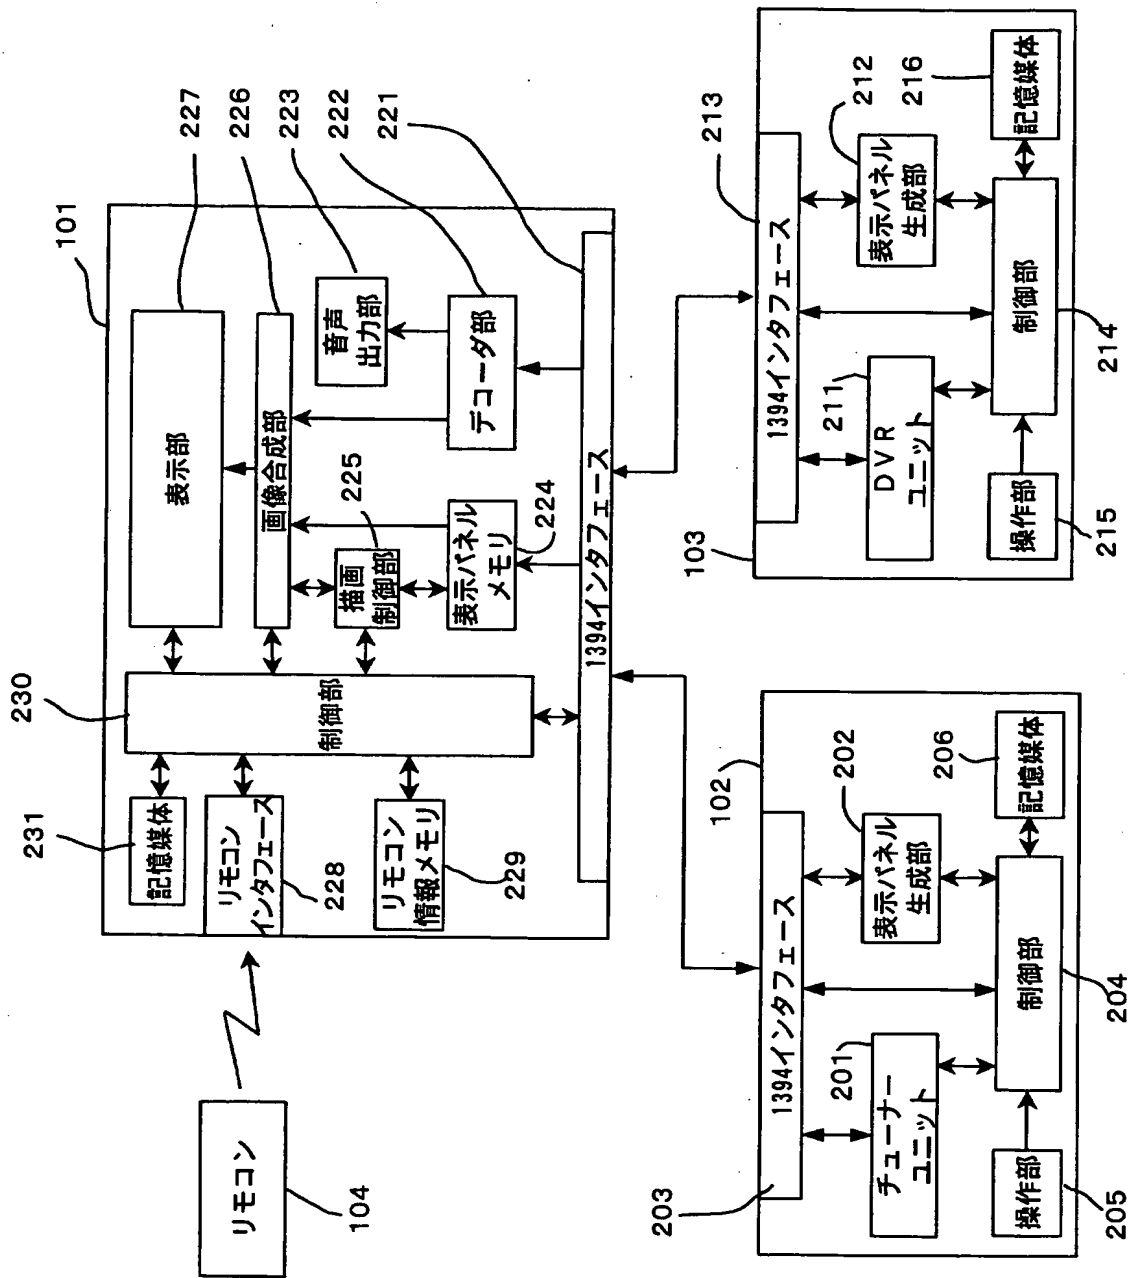 リモコン
104
101
231
記憶媒体
リモコン
インタフェース
228
リモコン
情報メモリ
229
230
制御部
表示部
227
画像合成部
226
描画
制御部
225
表示パネル
メモリ
224
音声
出力部
223
デコーダ部
222
1394インタフェース
221
102
1394インタフェース
203
チューナー
ユニット
201
表示パネル
生成部
202
制御部
204
操作部
205
記憶媒体
206
103
1394インタフェース
213
DVR
ユニット
211
表示パネル
生成部
212
制御部
214
操作部
215
記憶媒体
216